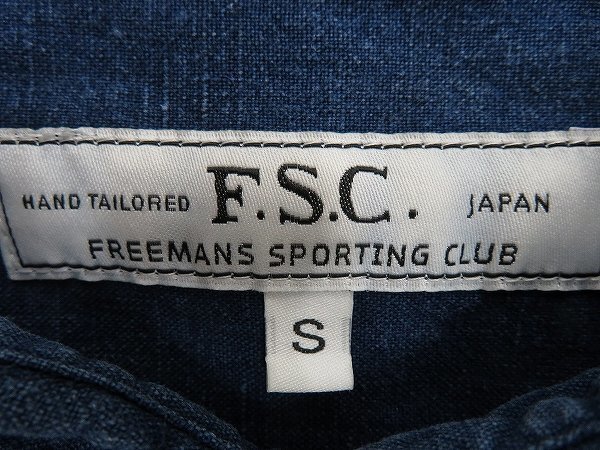 HAND TAILORED F.S.C. JAPAN
FREEMANS SPORTING CLUB
S